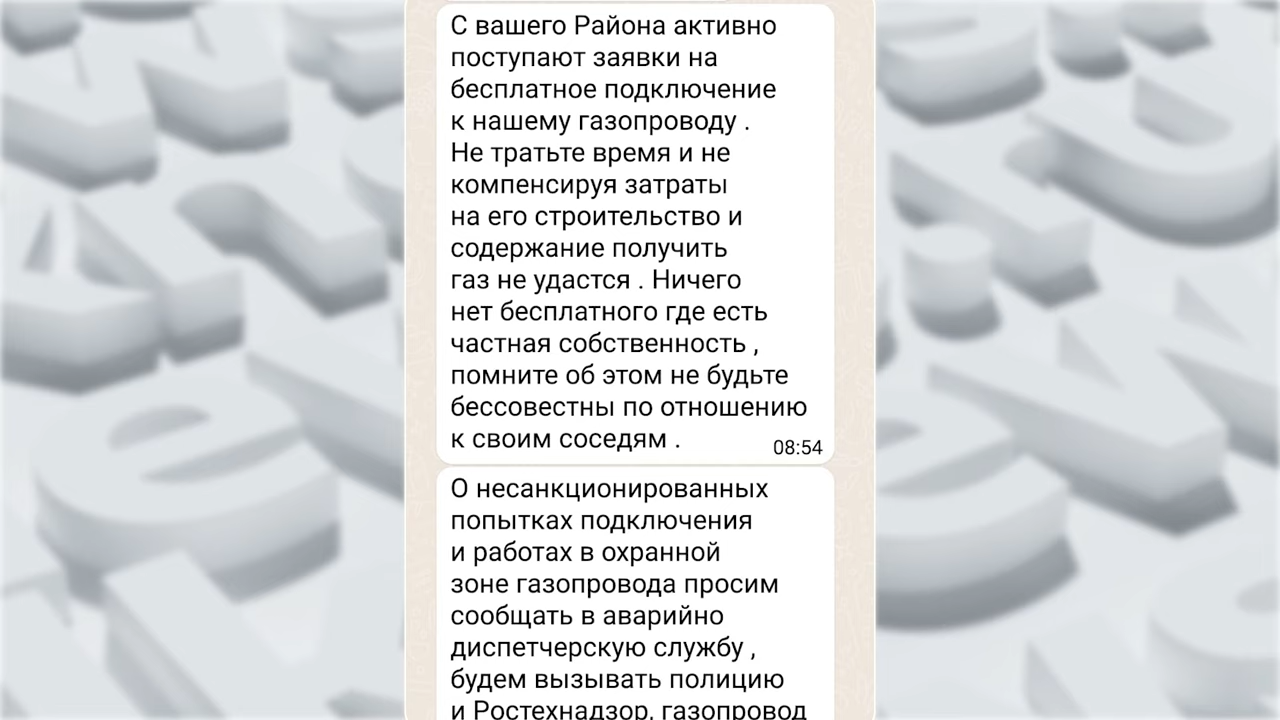 С вашего Района активно
поступают заявки на
бесплатное подключение
к нашему газопроводу .
Не тратьте время и не
компенсируя затраты
на его строительство и
содержание получить
газ не удастся . Ничего
нет бесплатного где есть
частная собственность ,
помните об этом не будьте
бессовестны по отношению
к своим соседям .
08:54
О несанкционированных
попытках подключения
и работах в охранной
зоне газопровода просим
сообщать в аварийно
диспетчерскую службу ,
будем вызывать полицию
и Ростехнадзор, газопровод